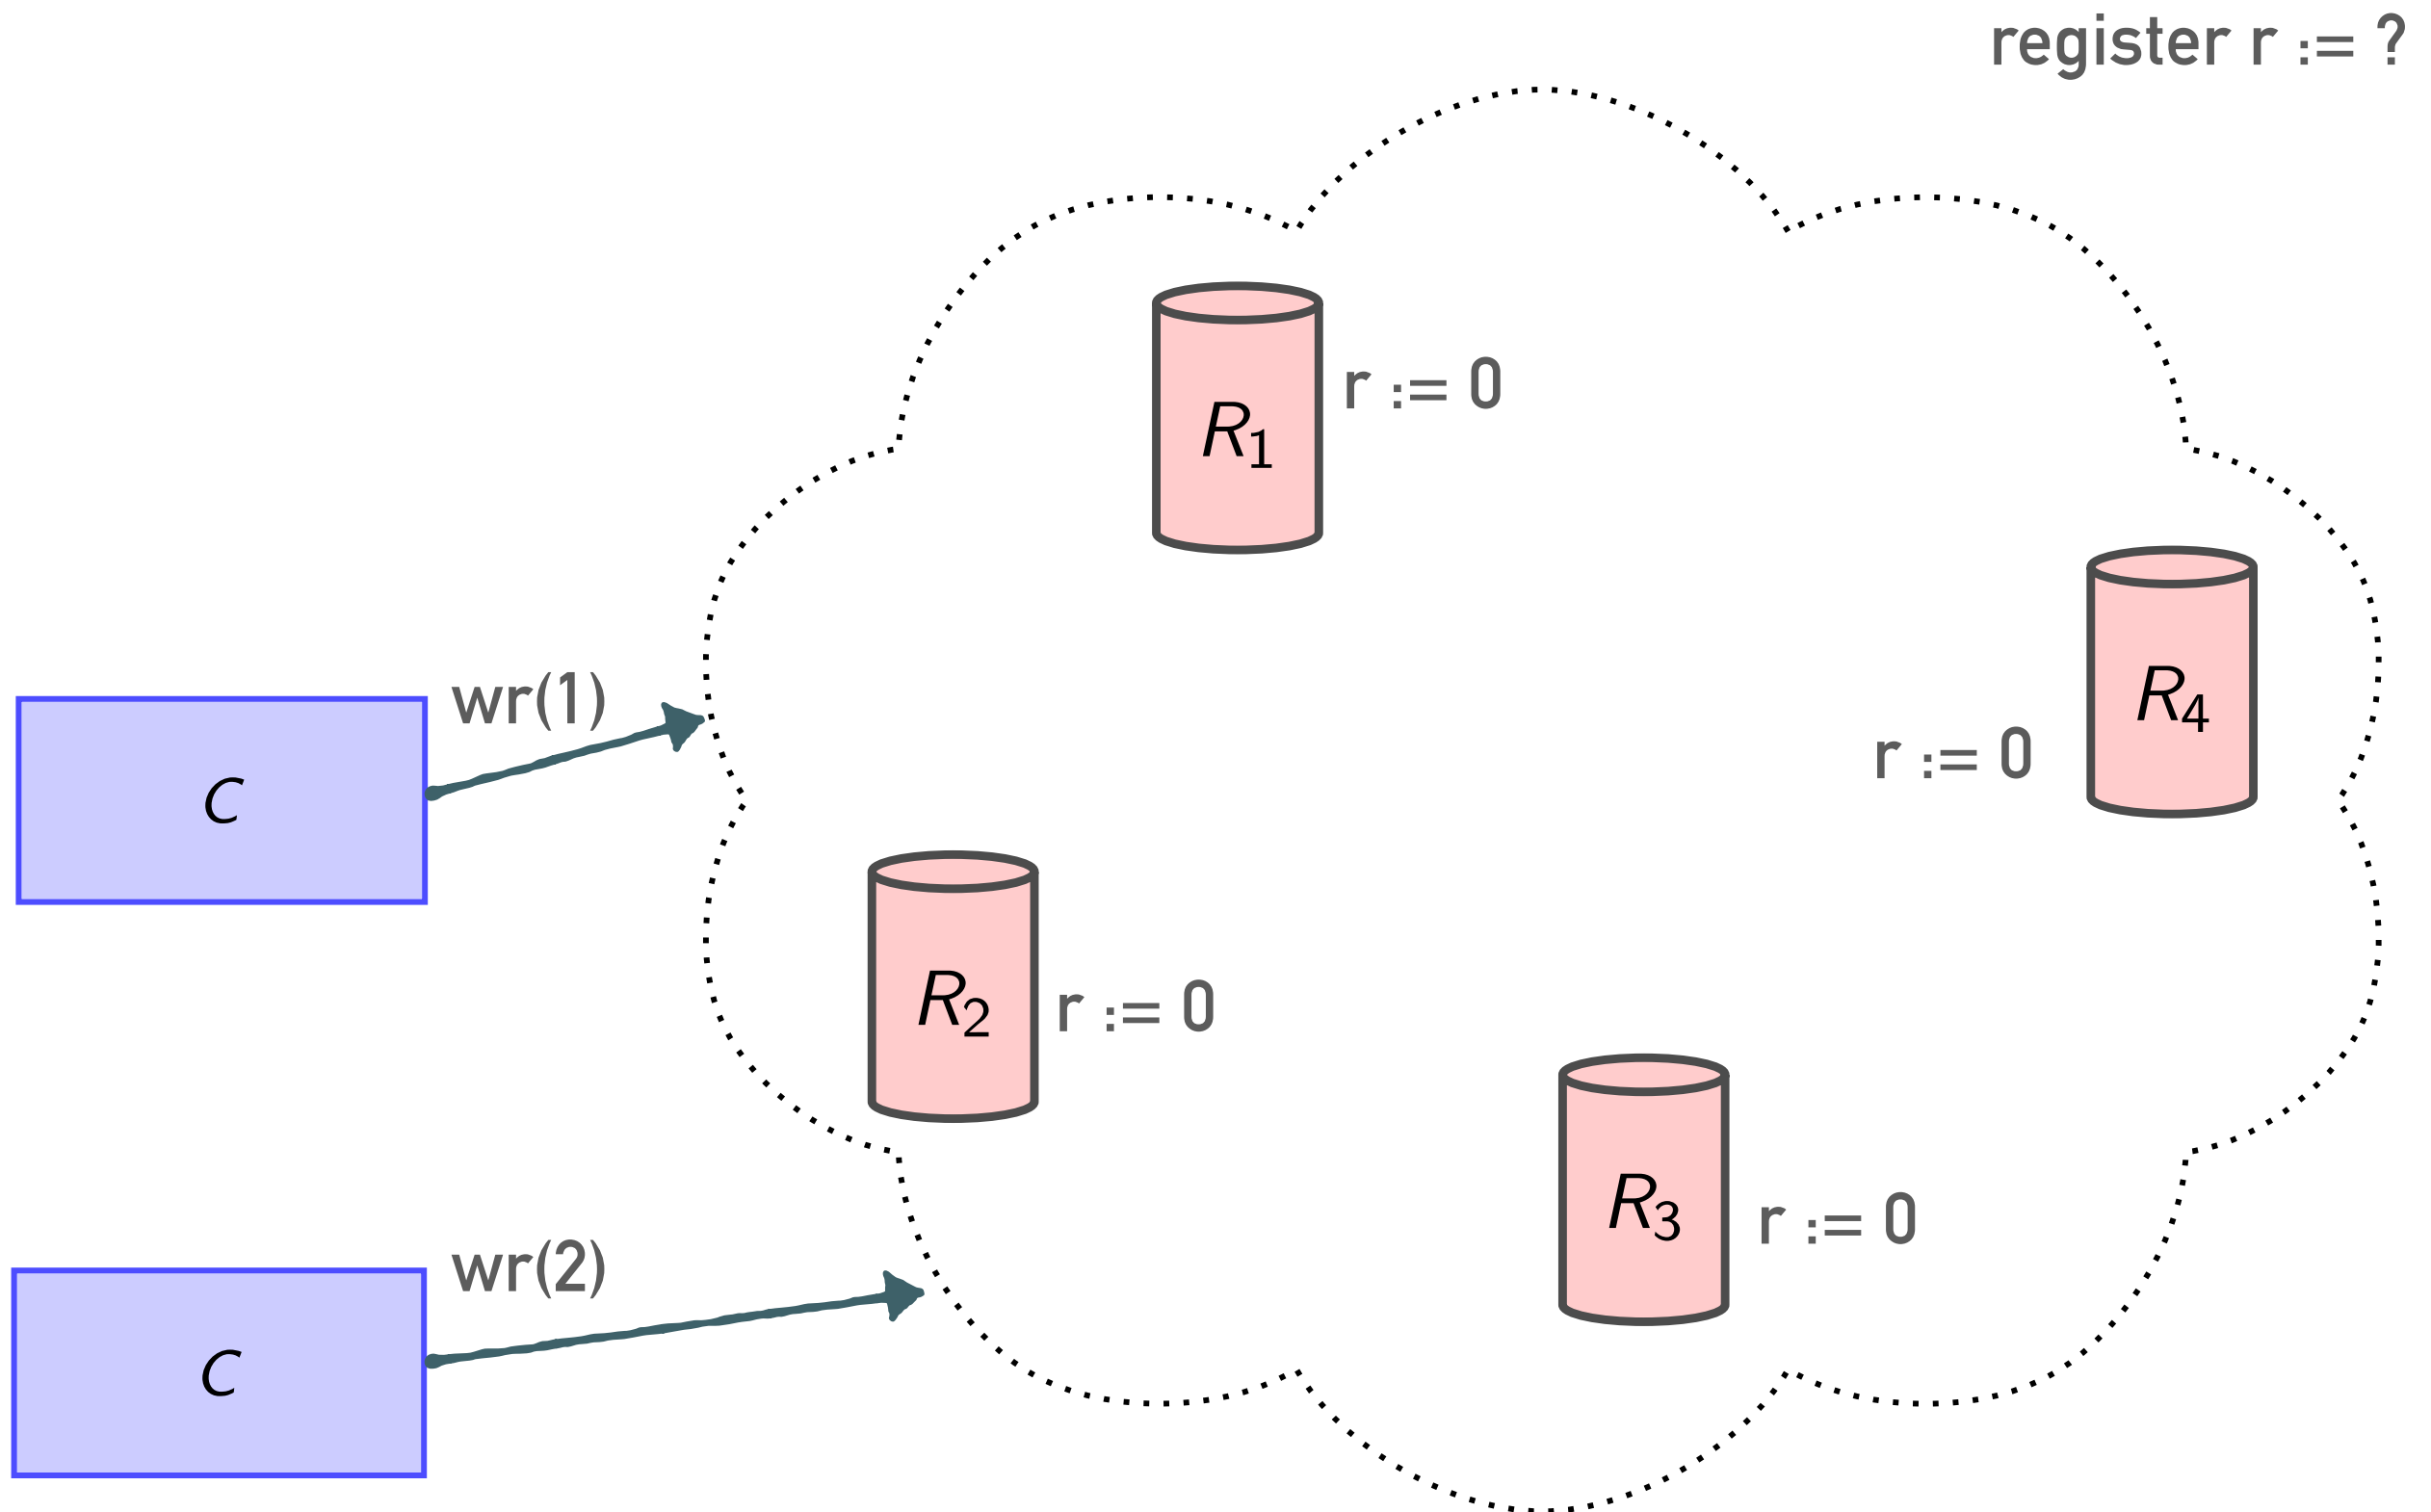 register r := ?
r := 0
R1
R4
wr(1)
r := 0
C
R2
r := 0
R3
r := 0
wr(2)
C